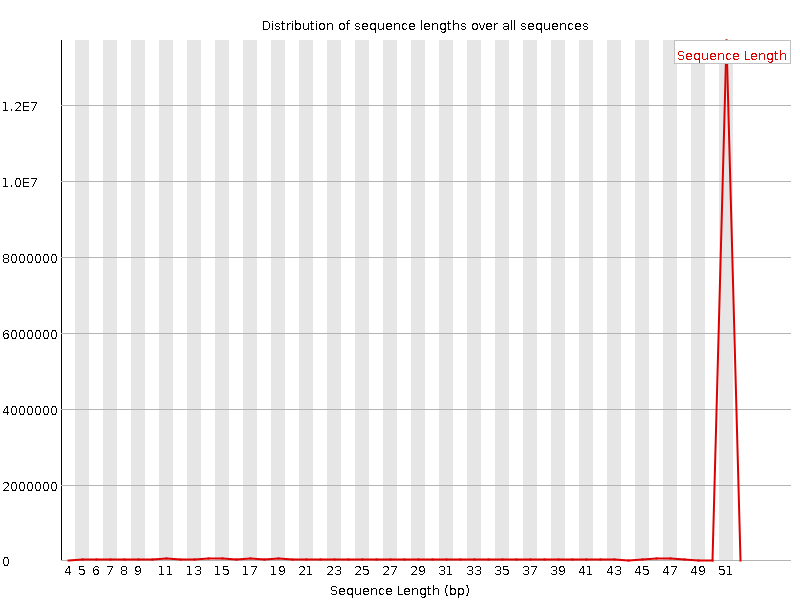 Distribution of sequence lengths over all sequences
Sequence Length
1.2E7
1.0E7
8000000
6000000
4000000
2000000
0
4 5 6 7 8 9 11 13 15 17 19 21 23 25 27 29 31 33 35 37 39 41 43 45 47 49 51
Sequence Length (bp)